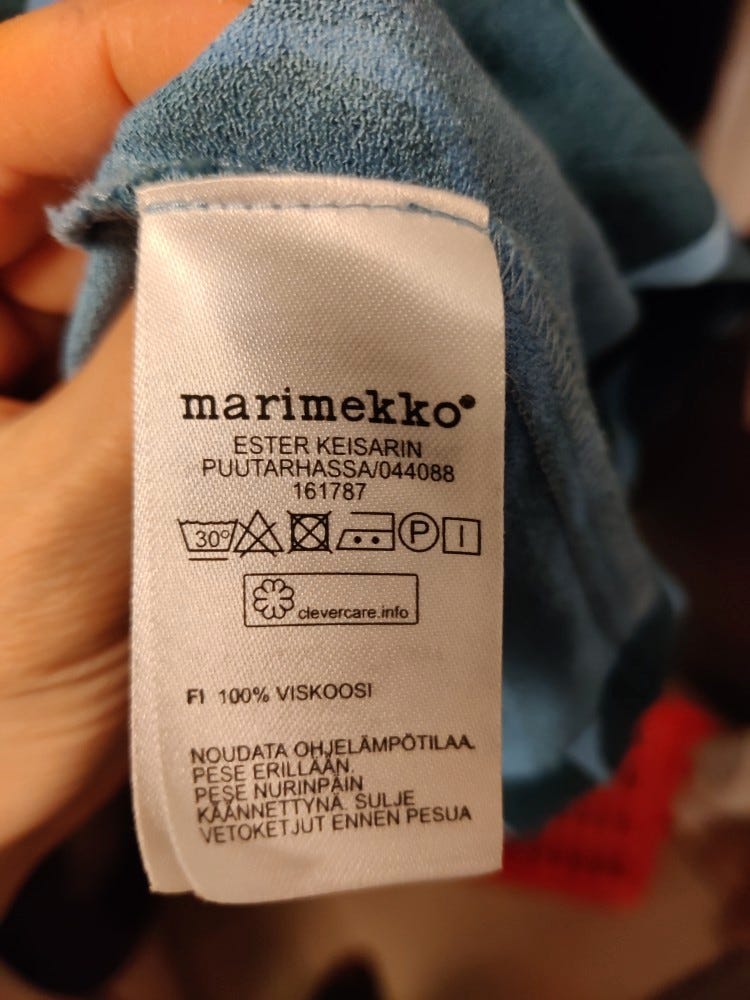 marimekko
ESTER KEISARIN
PUUTARHASSA/044088
161787
30° P I
clevercare.info
FI 100% VISKOOSI
NOUDATA OHJELÄMPÖTILAA.
PESE ERILLÄÄN.
PESE NURINPÄIN
KÄÄNNETTYNÄ. SULJE
VETOKETJUT ENNEN PESUA